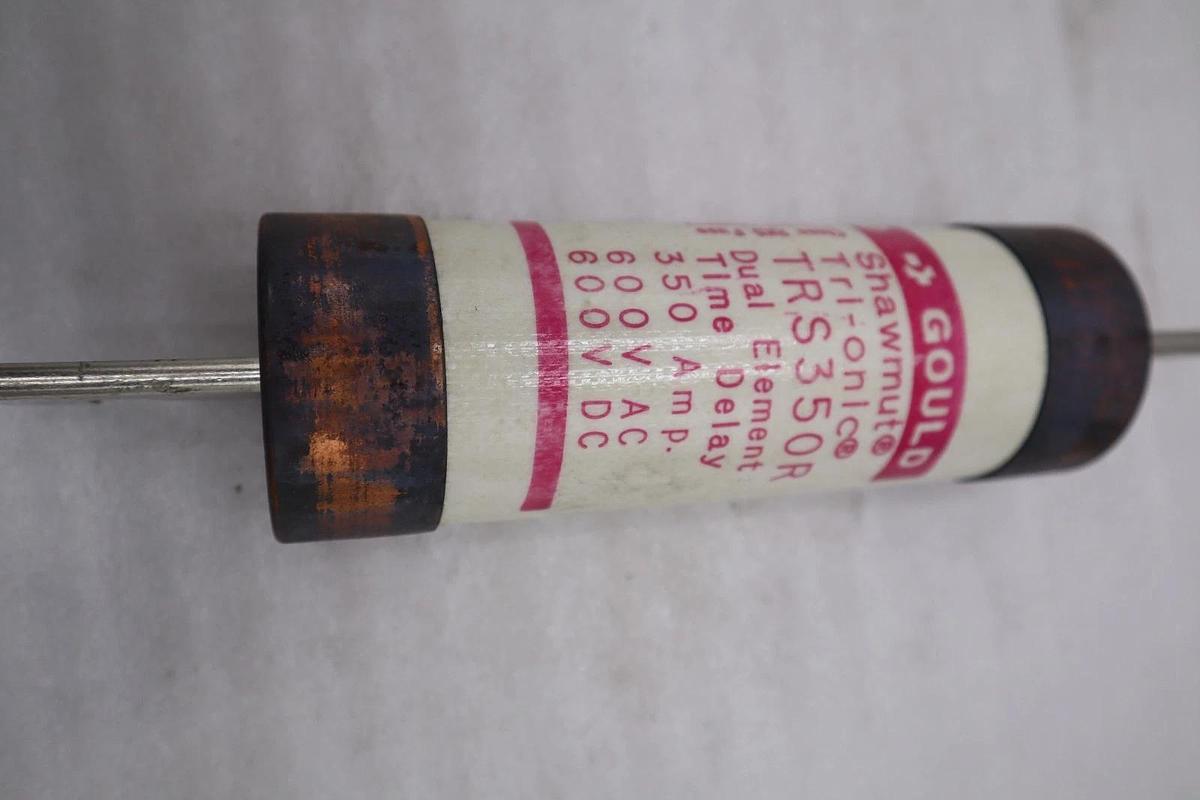 GOULD
Shawmut®
Tri-onic®
TRS350R
Dual Element
Time Delay
350 Amp.
600 V AC
600 V DC